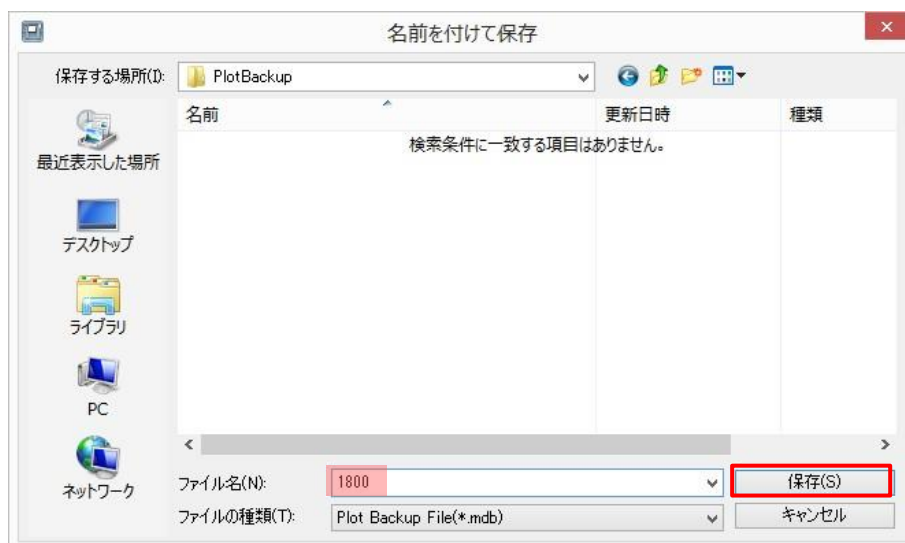 名前を付けて保存
保存する場所(I): PlotBackup
名前 更新日時 種類
検索条件に一致する項目はありません。
最近表示した場所
デスクトップ
ライブラリ
PC
ネットワーク
ファイル名(N): 1800 保存(S)
ファイルの種類(T): Plot Backup File(*.mdb) キャンセル